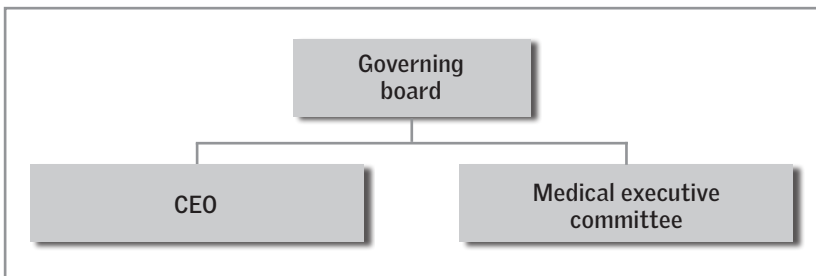 Governing
board
CEO
Medical executive
committee